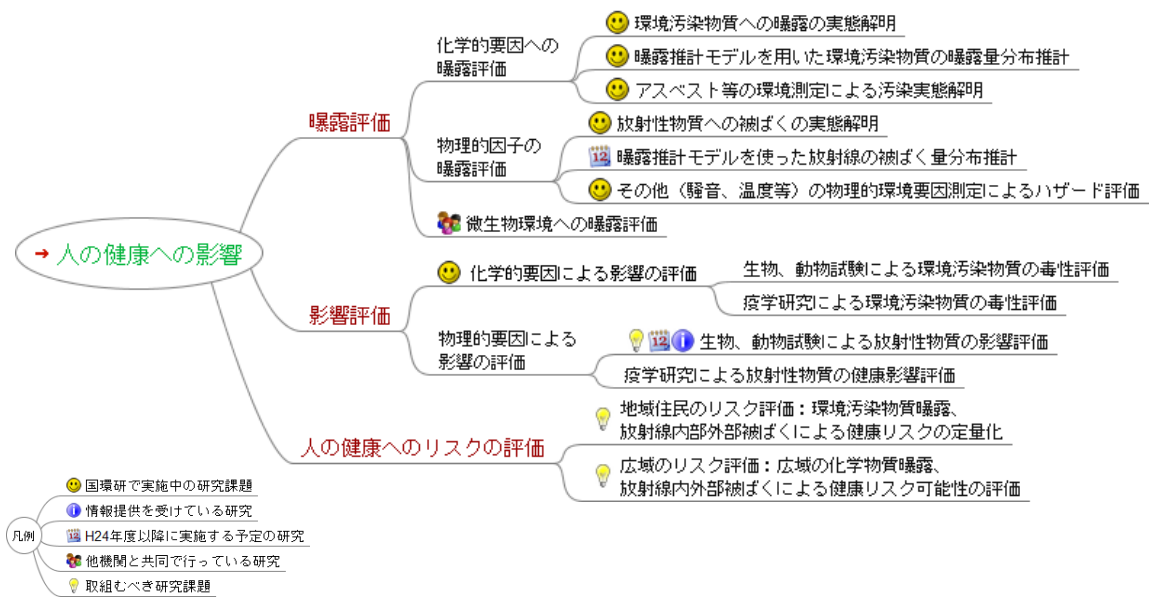 人の健康への影響
曝露評価
化学的要因への
曝露評価
環境汚染物質への曝露の実態解明
曝露推計モデルを用いた環境汚染物質の曝露量分布推計
アスベスト等の環境測定による汚染実態解明
物理的因子の
曝露評価
放射性物質への被ばくの実態解明
12
曝露推計モデルを使った放射線の被ばく量分布推計
その他（騒音、温度等）の物理的環境要因測定によるハザード評価
微生物環境への曝露評価
影響評価
化学的要因による影響の評価
生物、動物試験による環境汚染物質の毒性評価
疫学研究による環境汚染物質の毒性評価
物理的要因による
影響の評価
12
i
生物、動物試験による放射性物質の影響評価
疫学研究による放射性物質の健康影響評価
人の健康へのリスクの評価
地域住民のリスク評価：環境汚染物質曝露、
放射線内部外部被ばくによる健康リスクの定量化
広域のリスク評価：広域の化学物質曝露、
放射線内外部被ばくによる健康リスク可能性の評価
凡例
国環研で実施中の研究課題
i
情報提供を受けている研究
12
H24年度以降に実施する予定の研究
他機関と共同で行っている研究
取組むべき研究課題